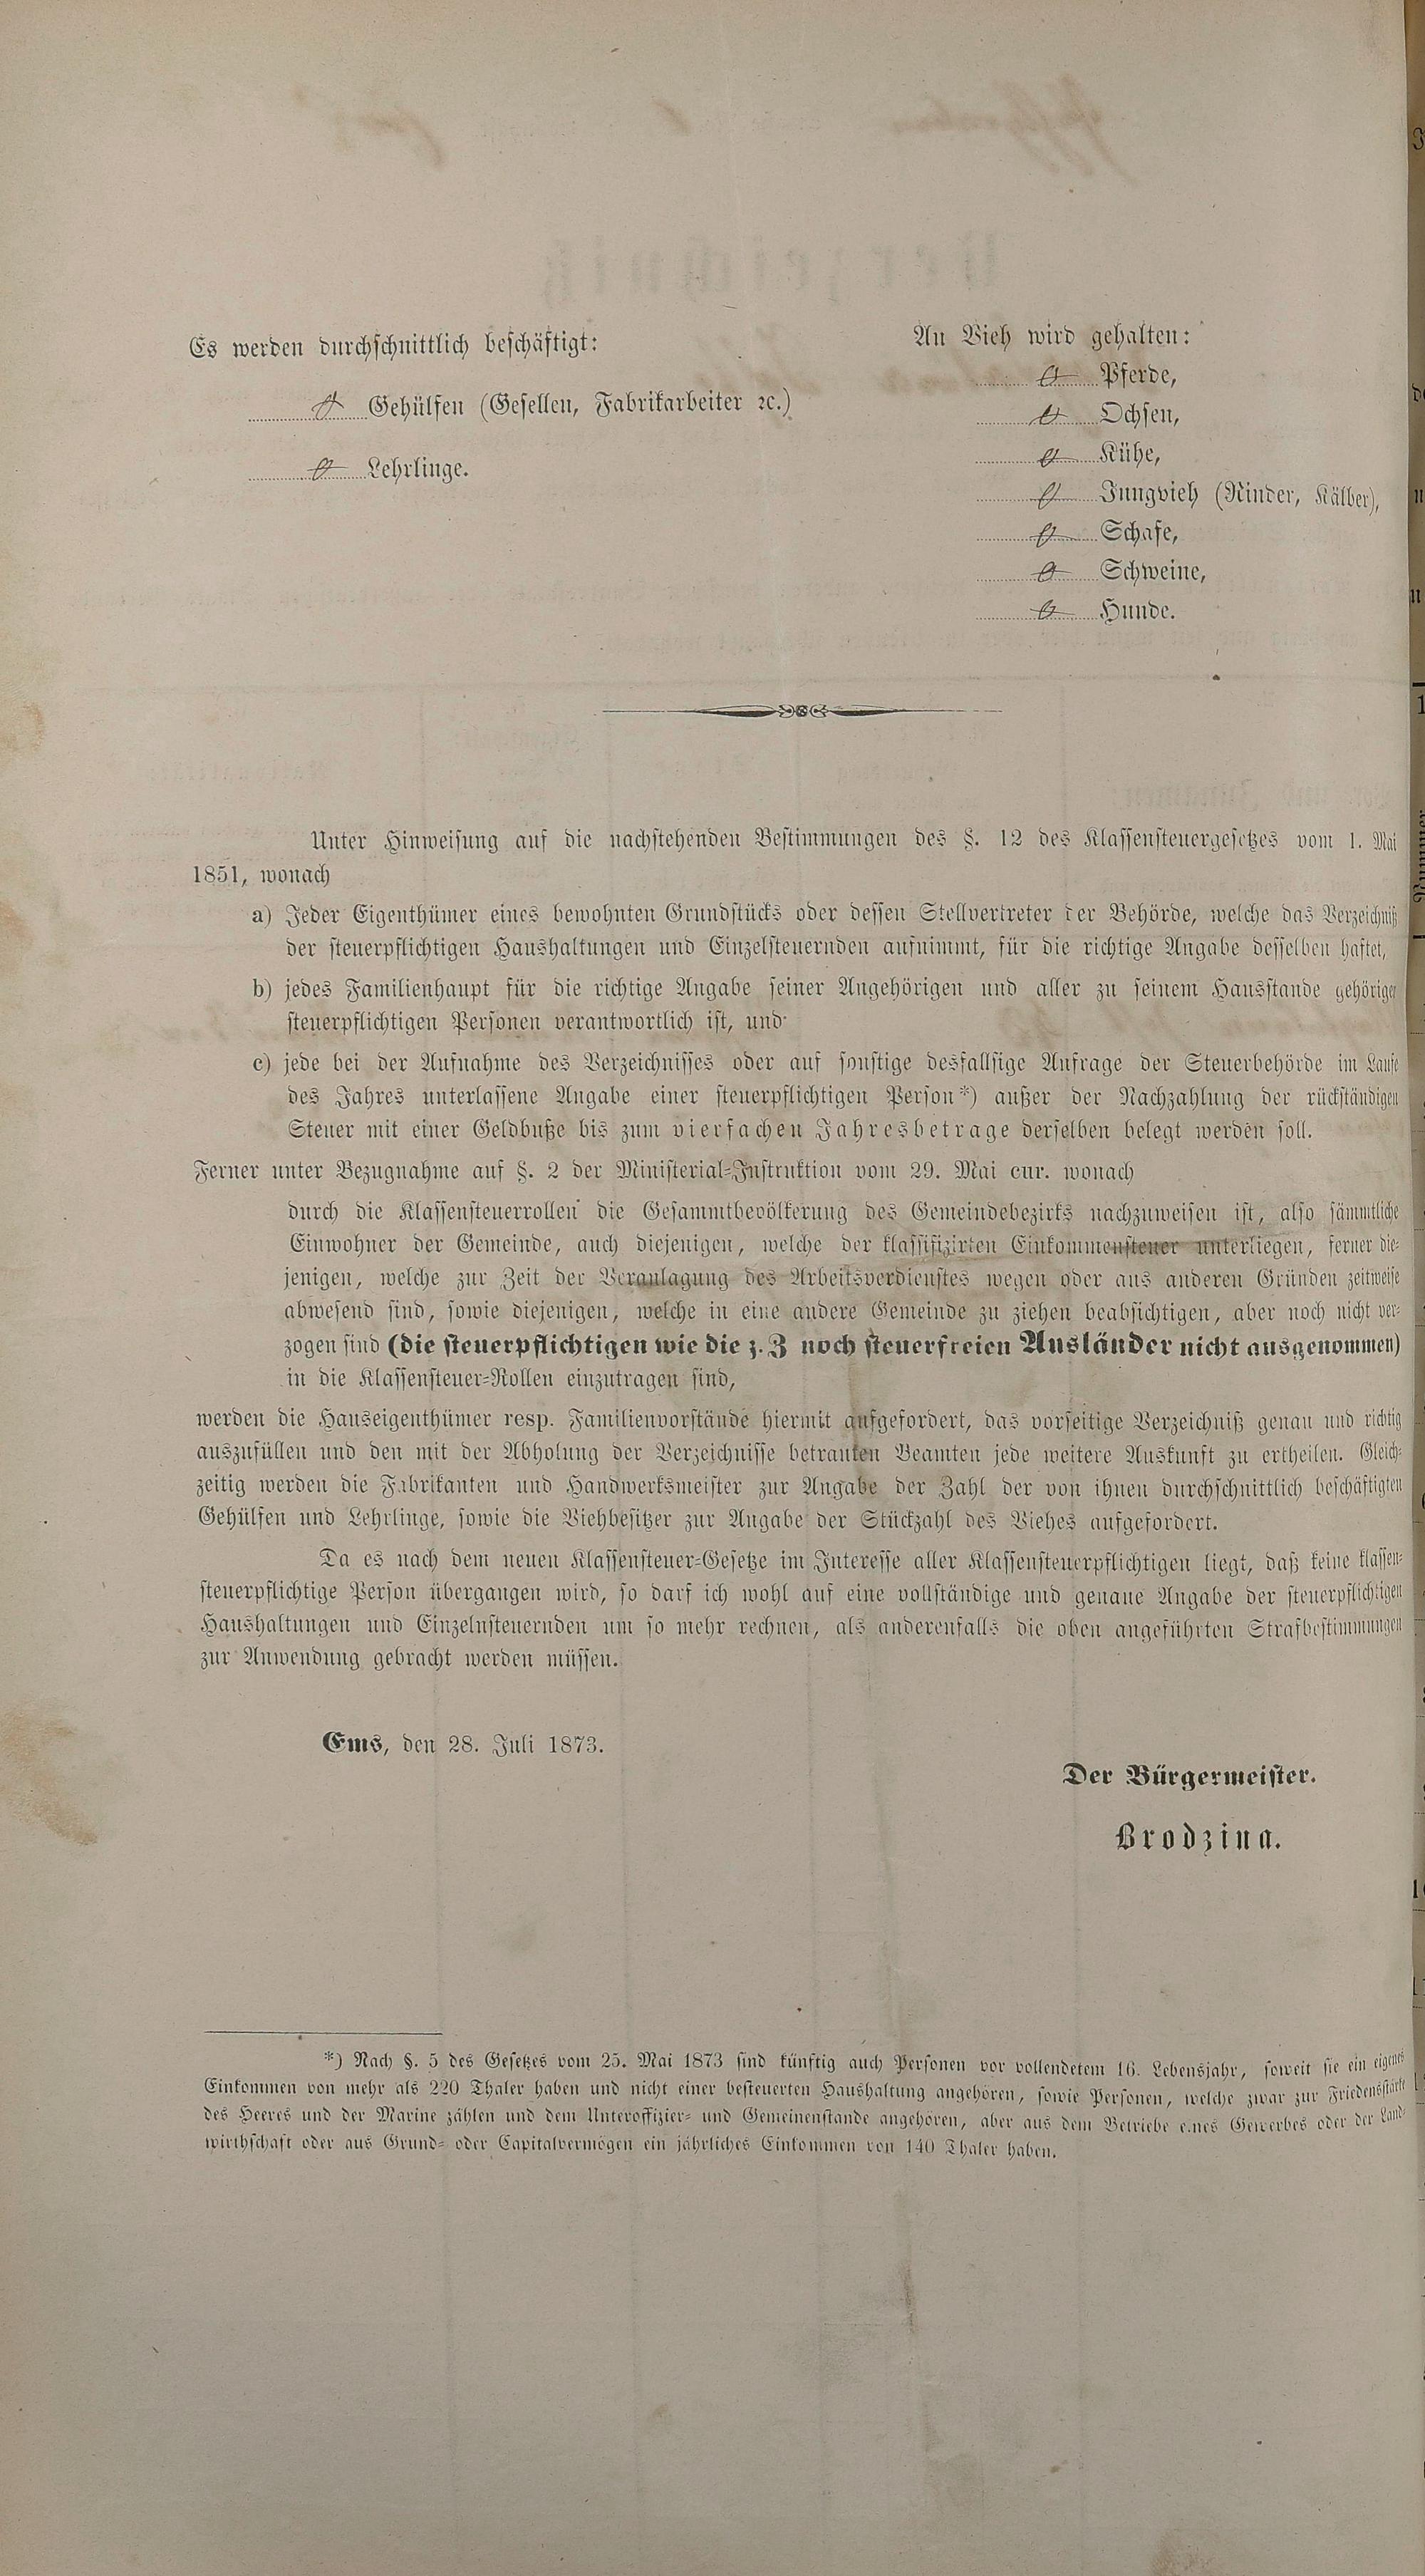 Es werden durchschnittlich beschäftigt:
0 Gehülfen (Gesellen, Fabrikarbeiter ꝛc.)
0 Lehrlinge.
An Vieh wird gehalten:
0 Pferde,
0 Ochsen,
0 Kühe,
0 Jungvieh (Rinder, Kälber),
0 Schafe,
0 Schweine,
0 Hunde.
Unter Hinweisung auf die nachstehenden Bestimmungen des §. 12 des Klassensteuergesetzes vom 1. Mai
1851, wonach
a) Jeder Eigenthümer eines bewohnten Grundstücks oder dessen Stellvertreter der Behörde, welche das Verzeichniß
der steuerpflichtigen Haushaltungen und Einzelsteuernden aufnimmt, für die richtige Angabe desselben haftet,
b) jedes Familienhaupt für die richtige Angabe seiner Angehörigen und aller zu seinem Hausstande gehörigen
steuerpflichtigen Personen verantwortlich ist, und
c) jede bei der Aufnahme des Verzeichnisses oder auf sonstige desfallsige Anfrage der Steuerbehörde im Laufe
des Jahres unterlassene Angabe einer steuerpflichtigen Person*) außer der Nachzahlung der rückständigen
Steuer mit einer Geldbuße bis zum vierfachen Jahresbetrage derselben belegt werden soll.
Ferner unter Bezugnahme auf §. 2 der Ministerial-Instruktion vom 29. Mai cur. wonach
durch die Klassensteuerrollen die Gesammtbevölkerung des Gemeindebezirks nachzuweisen ist, also sämmtliche
Einwohner der Gemeinde, auch diejenigen, welche der klassifizirten Einkommensteuer unterliegen, ferner die-
jenigen, welche zur Zeit der Veranlagung des Arbeitsverdienstes wegen oder aus anderen Gründen zeitweise
abwesend sind, sowie diejenigen, welche in eine andere Gemeinde zu ziehen beabsichtigen, aber noch nicht ver-
zogen sind (die steuerpflichtigen wie die z. Z noch steuerfreien Ausländer nicht ausgenommen)
in die Klassensteuer-Rollen einzutragen sind,
werden die Hauseigenthümer resp. Familienvorstände hiermit aufgefordert, das vorseitige Verzeichniß genau und richtig
auszufüllen und den mit der Abholung der Verzeichnisse betrauten Beamten jede weitere Auskunft zu ertheilen. Gleich-
zeitig werden die Fabrikanten und Handwerksmeister zur Angabe der Zahl der von ihnen durchschnittlich beschäftigten
Gehülfen und Lehrlinge, sowie die Viehbesitzer zur Angabe der Stückzahl des Viehes aufgefordert.
Da es nach dem neuen Klassensteuer-Gesetze im Interesse aller Klassensteuerpflichtigen liegt, daß keine klassen-
steuerpflichtige Person übergangen wird, so darf ich wohl auf eine vollständige und genaue Angabe der steuerpflichtigen
Haushaltungen und Einzelnsteuernden um so mehr rechnen, als anderenfalls die oben angeführten Strafbestimmungen
zur Anwendung gebracht werden müssen.
Ems, den 28. Juli 1873.
Der Bürgermeister.
Brodzina.
*) Nach §. 5 des Gesetzes vom 25. Mai 1873 sind künftig auch Personen vor vollendetem 16. Lebensjahr, soweit sie ein eigenes
Einkommen von mehr als 220 Thaler haben und nicht einer besteuerten Haushaltung angehören, sowie Personen, welche zwar zur Friedensstärke
des Heeres und der Marine zählen und dem Unteroffizier- und Gemeinenstande angehören, aber aus dem Betriebe eines Gewerbes oder der Land-
wirthschaft oder aus Grund- oder Capitalvermögen ein jährliches Einkommen von 140 Thaler haben.